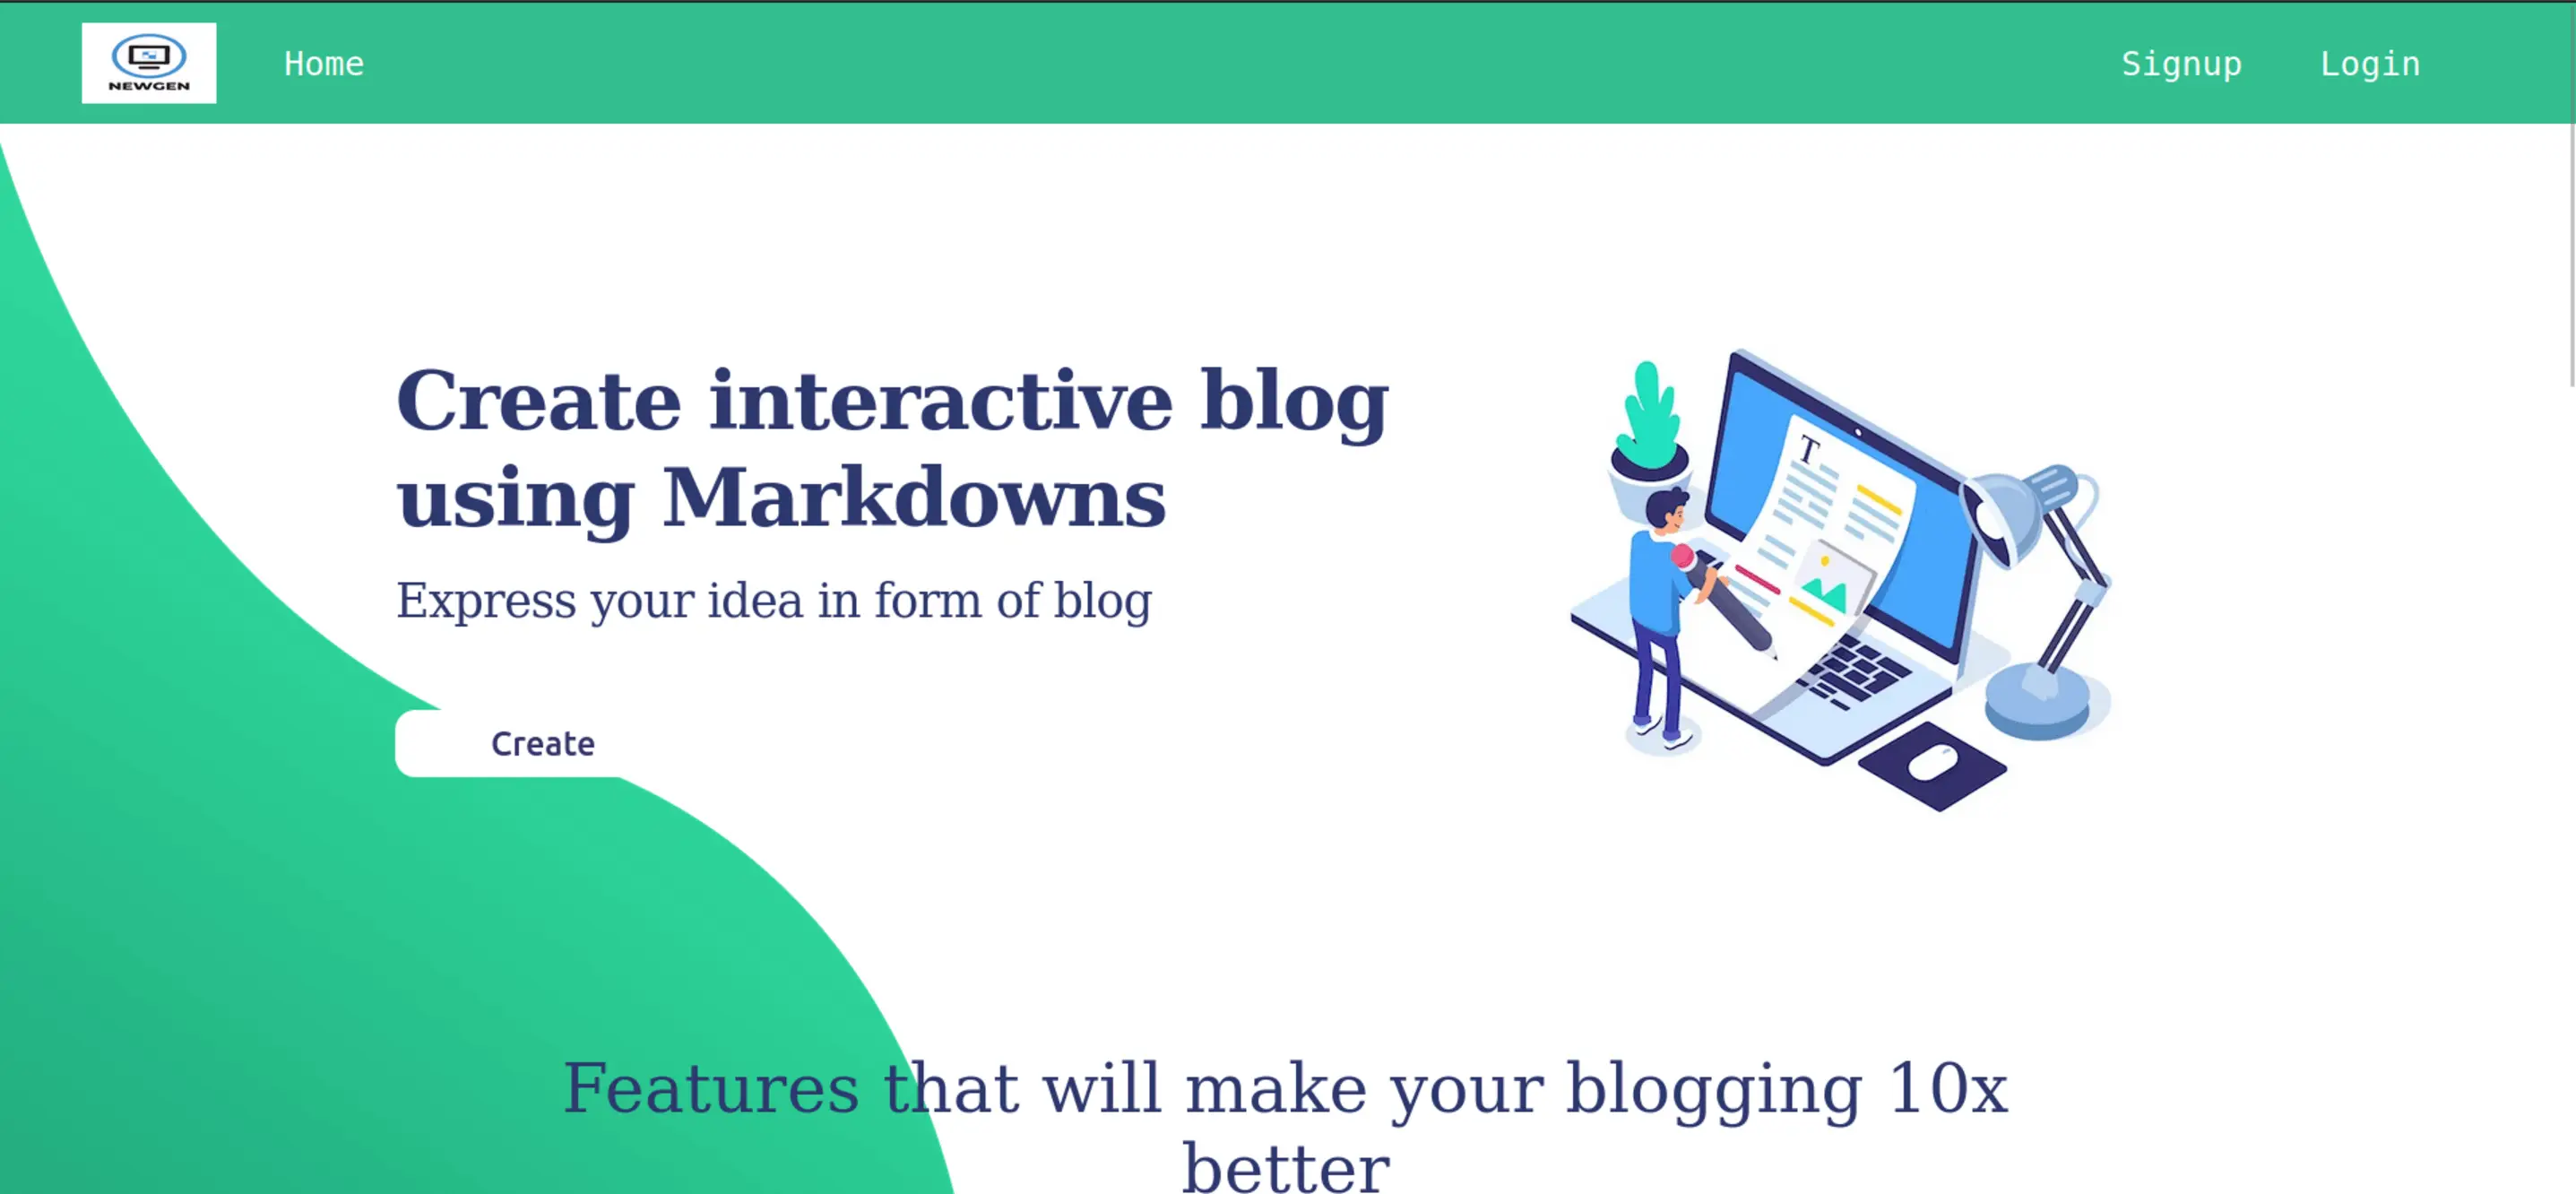 NEWGEN
Home
Signup
Login
Create interactive blog
using Markdowns
Express your idea in form of blog
T
Create
Features that will make your blogging 10x
better